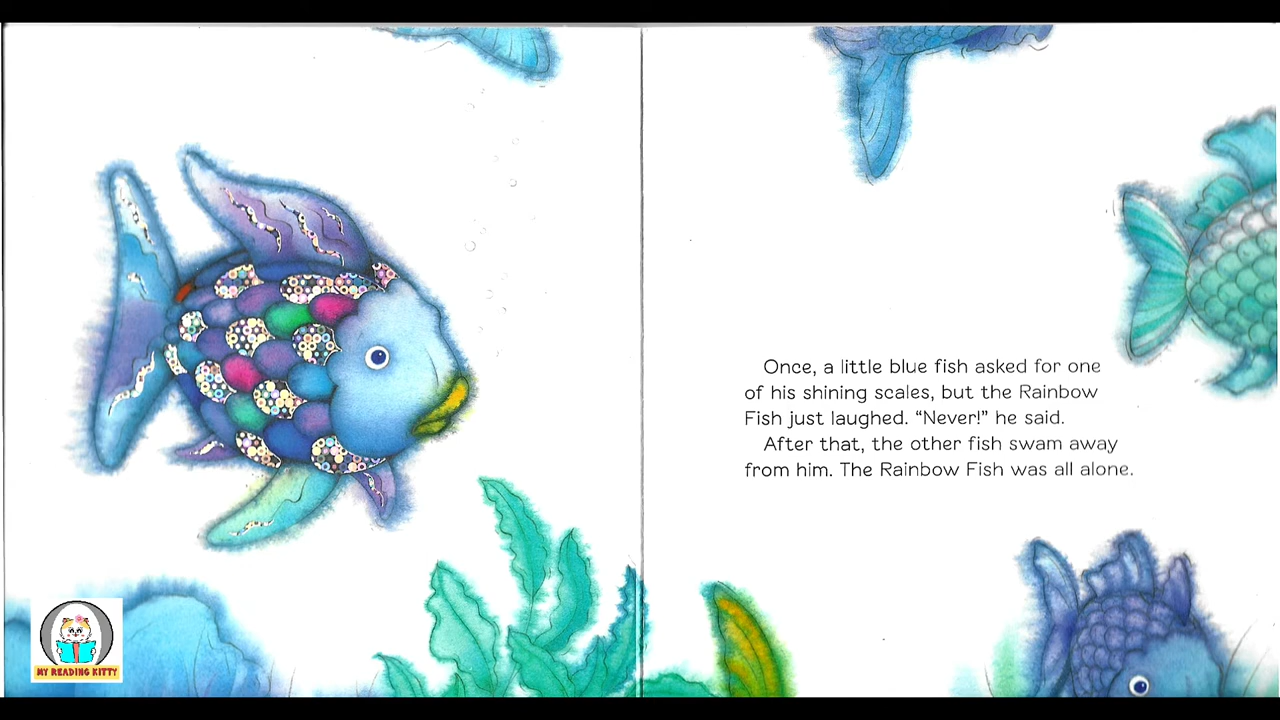 Once, a little blue fish asked for one
of his shining scales, but the Rainbow
Fish just laughed. “Never!” he said.
After that, the other fish swam away
from him. The Rainbow Fish was all alone.
MY READING KITTY